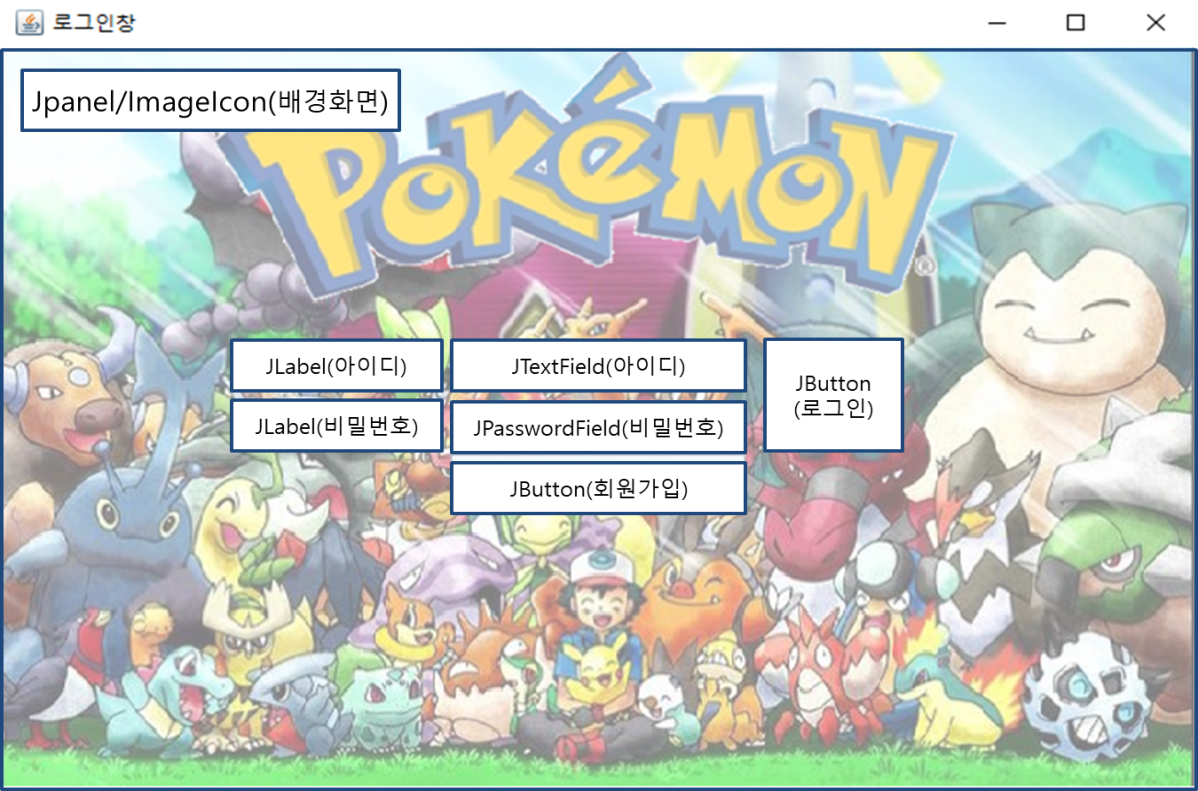 로그인창
Jpanel/ImageIcon(배경화면)
POKéMON
®
JLabel(아이디)
JTextField(아이디)
JButton
(로그인)
JLabel(비밀번호)
JPasswordField(비밀번호)
JButton(회원가입)